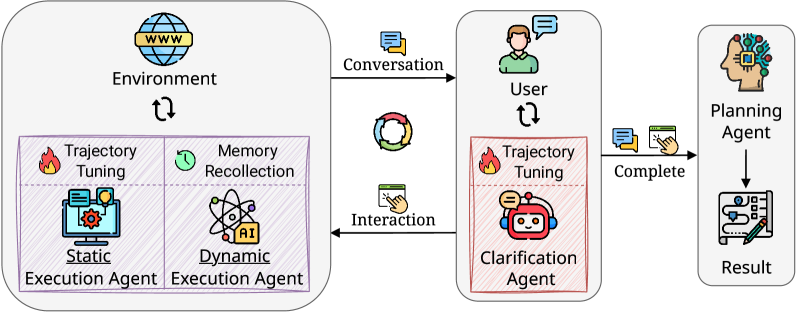 WWW
Environment
Trajectory
Tuning
Memory
Recollection
AI
Static
Execution Agent
Dynamic
Execution Agent
Conversation
Interaction
User
Trajectory
Tuning
Clarification
Agent
Complete
Planning
Agent
Result